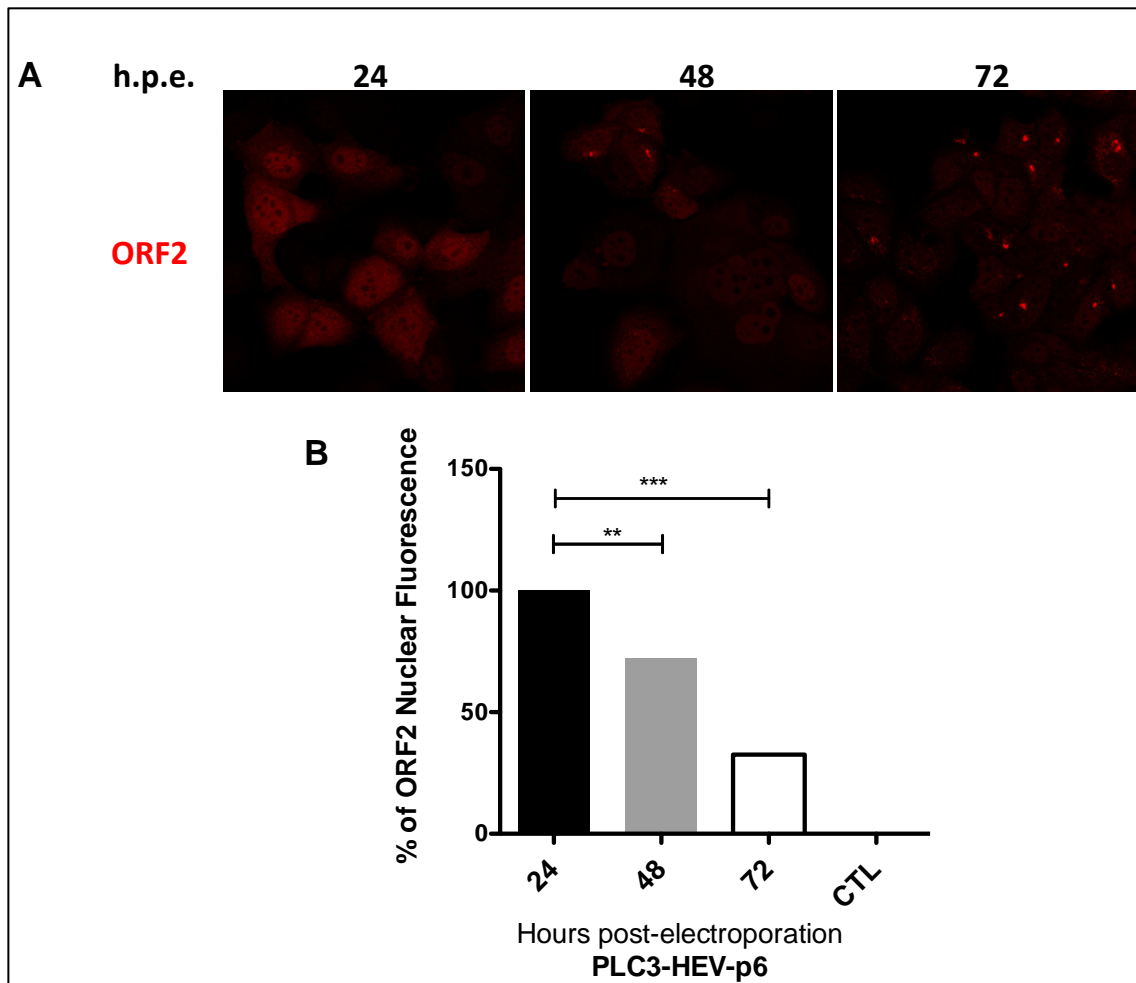 A h.p.e. 24 48 72
ORF2
B
% of ORF2 Nuclear Fluorescence
150
***
**
100
50
0
24 48 72 CTL
Hours post-electroporation
PLC3-HEV-p6